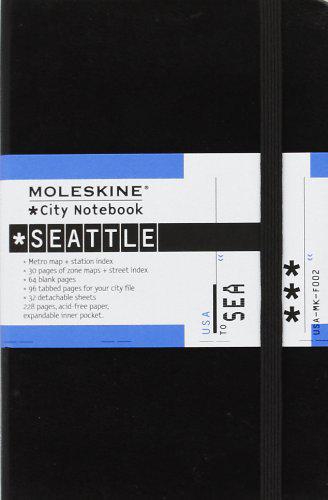 MOLESKINE®
*City Notebook
*SEATTLE
• Metro map + station index
• 30 pages of zone maps + street index
• 64 blank pages
• 96 tabbed pages for your city file
• 32 detachable sheets
228 pages, acid-free paper,
expandable inner pocket.
USA
TO SEA
***
USA-MK-F002